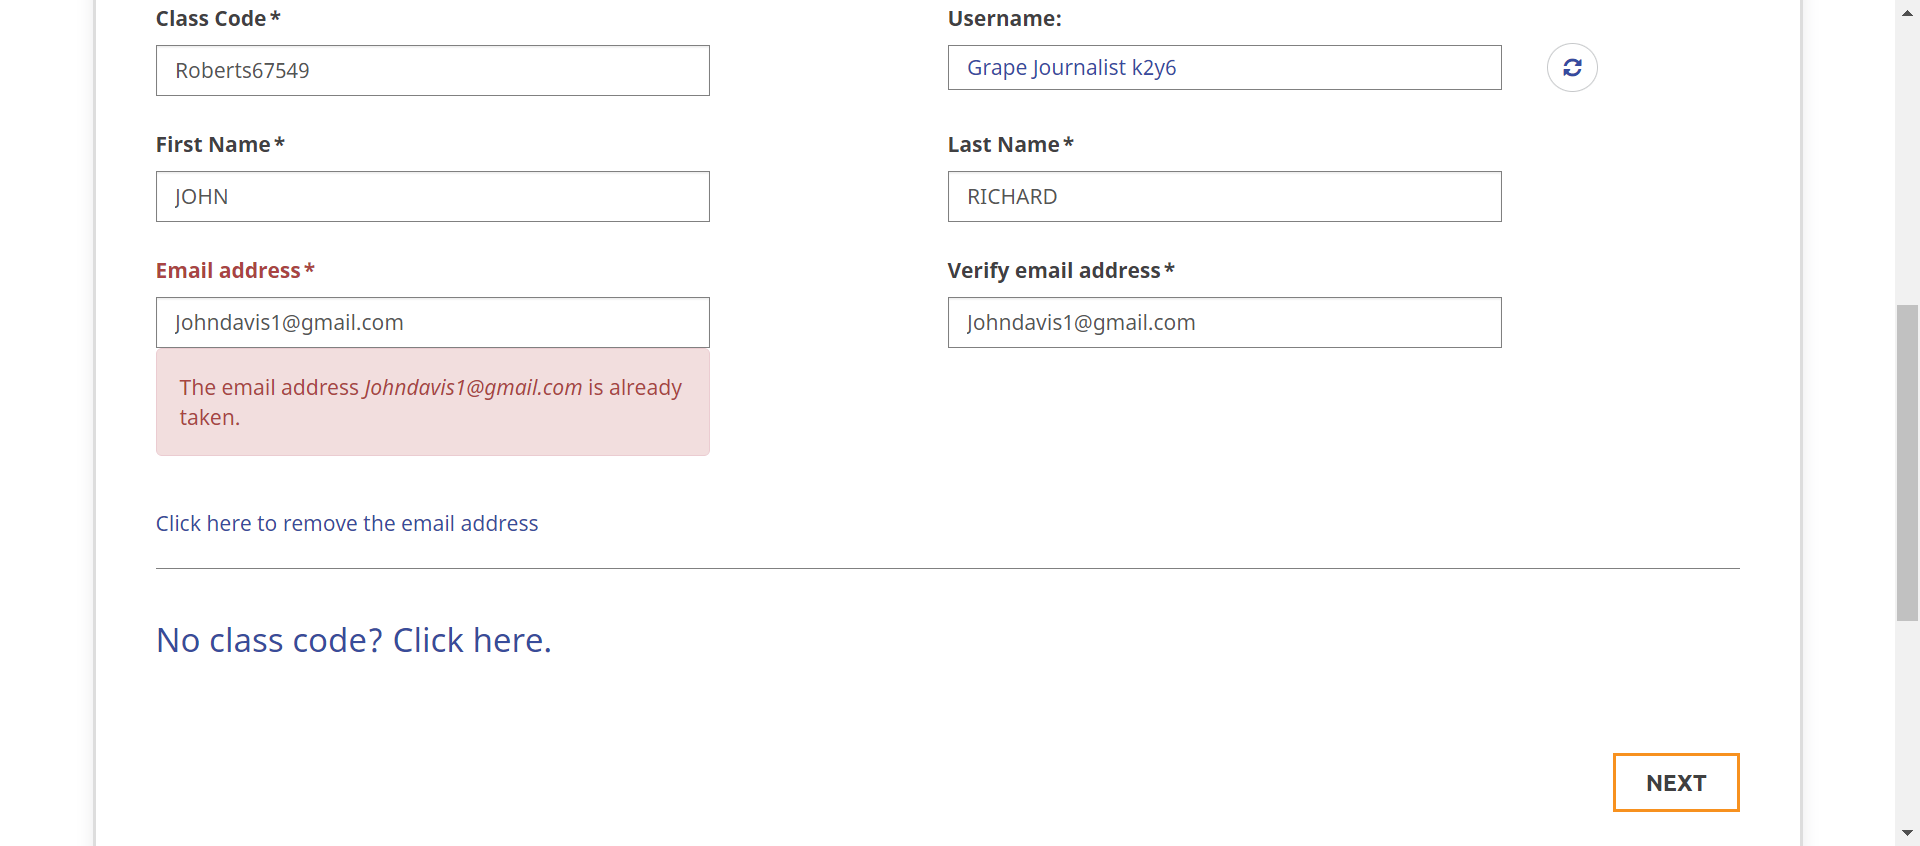 Class Code*
Username:
Roberts67549
Grape Journalist k2y6
First Name*
Last Name*
JOHN
RICHARD
Email address*
Verify email address*
Johndavis1@gmail.com
Johndavis1@gmail.com
The email address Johndavis1@gmail.com is already
taken.
Click here to remove the email address
No class code? Click here.
NEXT